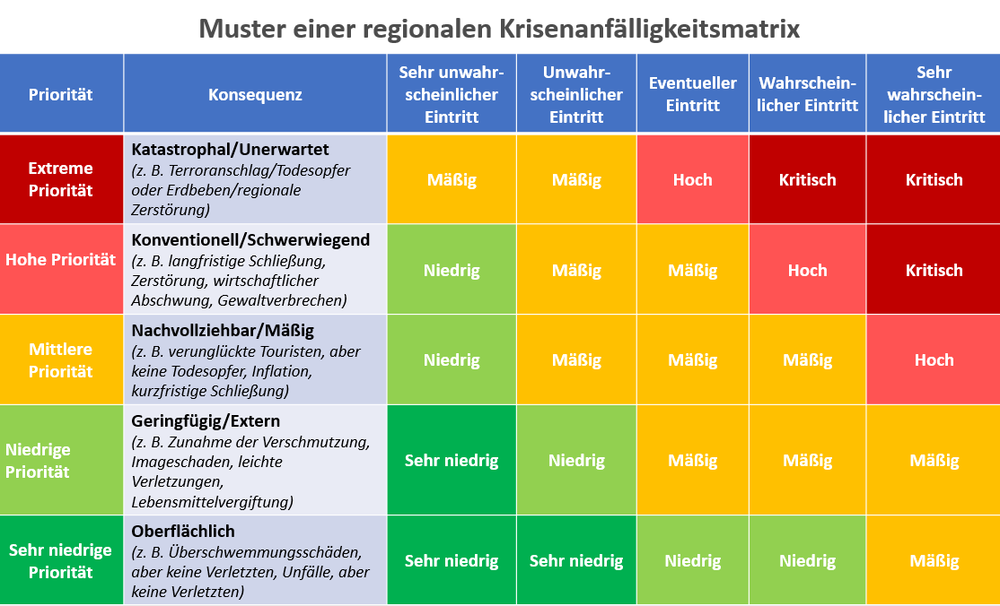 Muster einer regionalen Krisenanfälligkeitsmatrix
Priorität
Konsequenz
Sehr unwahr-
scheinlicher
Eintritt
Unwahr-
scheinlicher
Eintritt
Eventueller
Eintritt
Wahrschein-
licher Eintritt
Sehr
wahrschein-
licher Eintritt
Extreme
Priorität
Katastrophal/Unerwartet
(z. B. Terroranschlag/Todesopfer
oder Erdbeben/regionale
Zerstörung)
Mäßig
Mäßig
Hoch
Kritisch
Kritisch
Hohe Priorität
Konventionell/Schwerwiegend
(z. B. langfristige Schließung,
Zerstörung, wirtschaftlicher
Abschwung, Gewaltverbrechen)
Niedrig
Mäßig
Mäßig
Hoch
Kritisch
Mittlere
Priorität
Nachvollziehbar/Mäßig
(z. B. verunglückte Touristen, aber
keine Todesopfer, Inflation,
kurzfristige Schließung)
Niedrig
Mäßig
Mäßig
Mäßig
Hoch
Niedrige
Priorität
Geringfügig/Extern
(z. B. Zunahme der Verschmutzung,
Imageschaden, leichte
Verletzungen,
Lebensmittelvergiftung)
Sehr niedrig
Niedrig
Mäßig
Mäßig
Mäßig
Sehr niedrige
Priorität
Oberflächlich
(z. B. Überschwemmungsschäden,
aber keine Verletzten, Unfälle, aber
keine Verletzten)
Sehr niedrig
Sehr niedrig
Niedrig
Niedrig
Mäßig